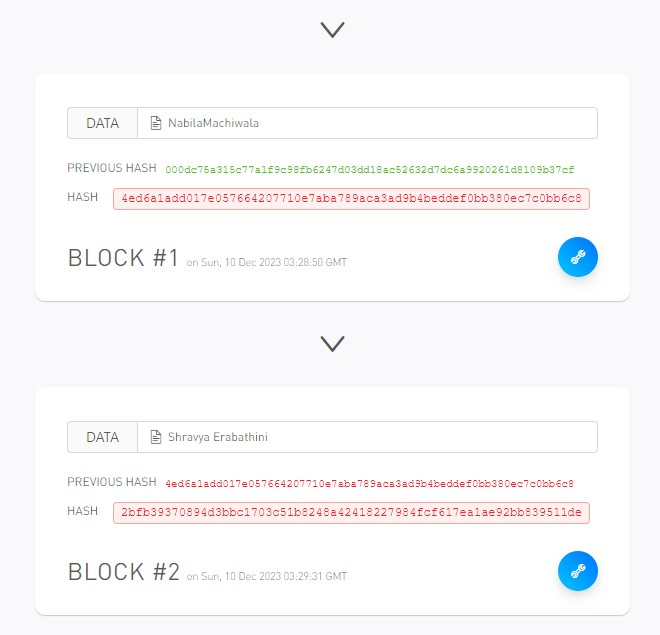 DATA NabilaMachiwala
PREVIOUS HASH 000dc75a315c77a1f9c98fb6247d03dd18ac52632d7dc6a9920261d8109b37cf
HASH 4ed6a1add017e057664207710e7aba789aca3ad9b4beddef0bb380ec7c0bb6c8
BLOCK #1 on Sun, 10 Dec 2023 03:28:50 GMT
DATA Shravya Erabathini
PREVIOUS HASH 4ed6a1add017e057664207710e7aba789aca3ad9b4beddef0bb380ec7c0bb6c8
HASH 2bfb39370894d3bbc1703c51b8248a42418227984fcf617ea1ae92bb839511de
BLOCK #2 on Sun, 10 Dec 2023 03:29:31 GMT